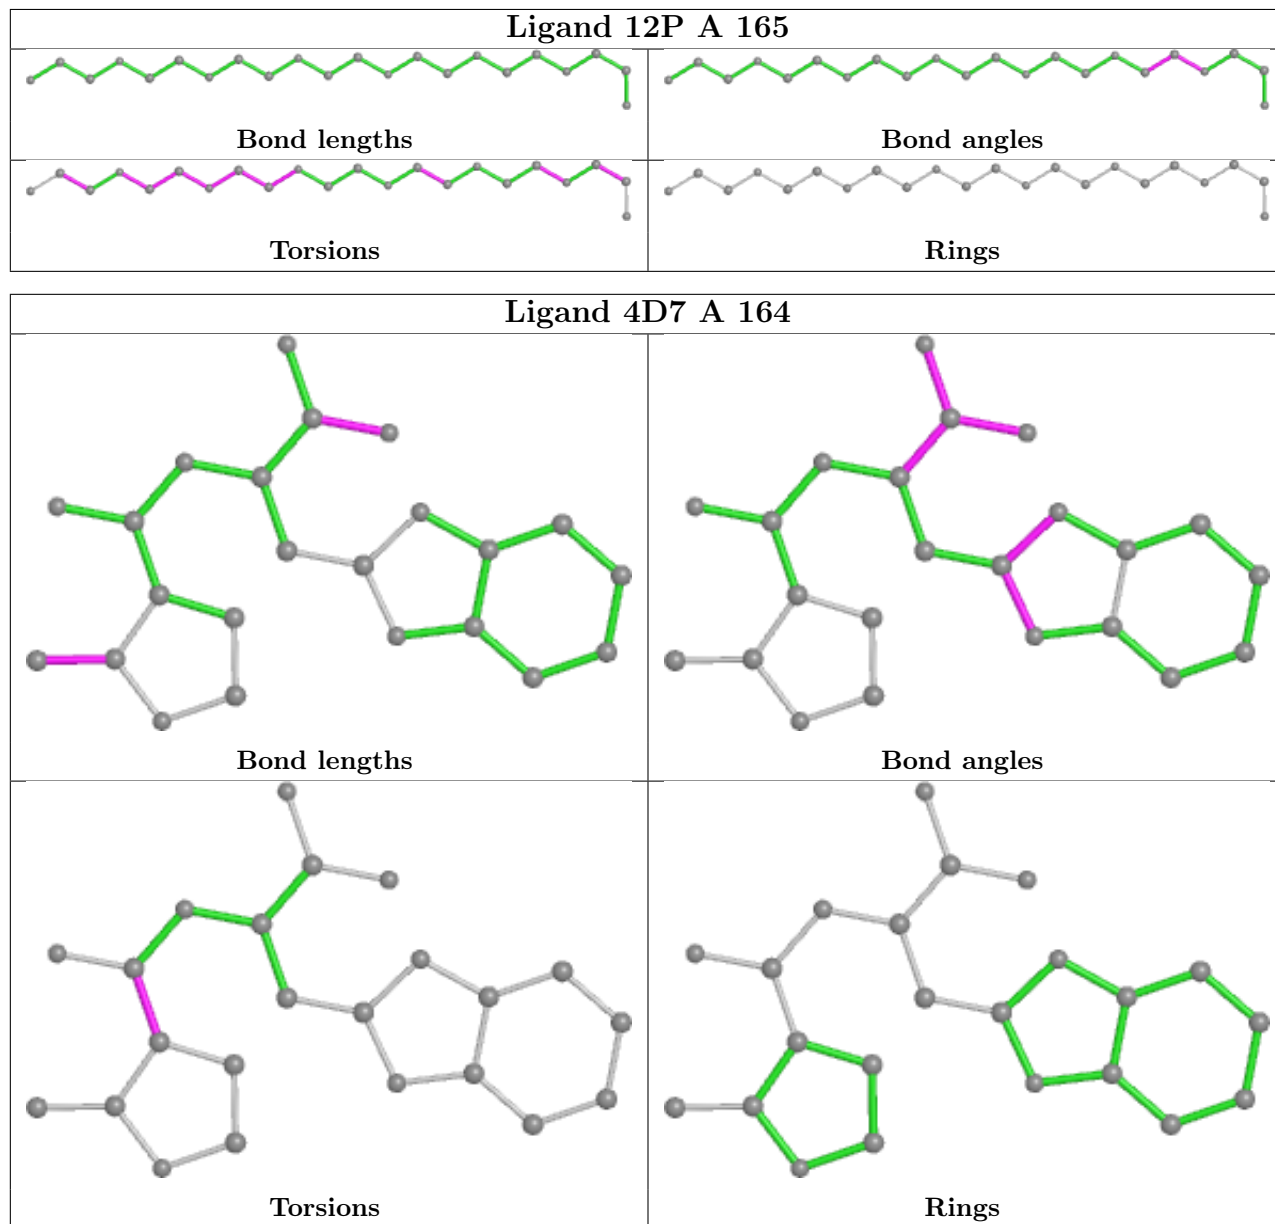 Ligand 12P A 165
Bond lengths
Bond angles
Torsions
Rings
Ligand 4D7 A 164
Bond lengths
Bond angles
Torsions
Rings